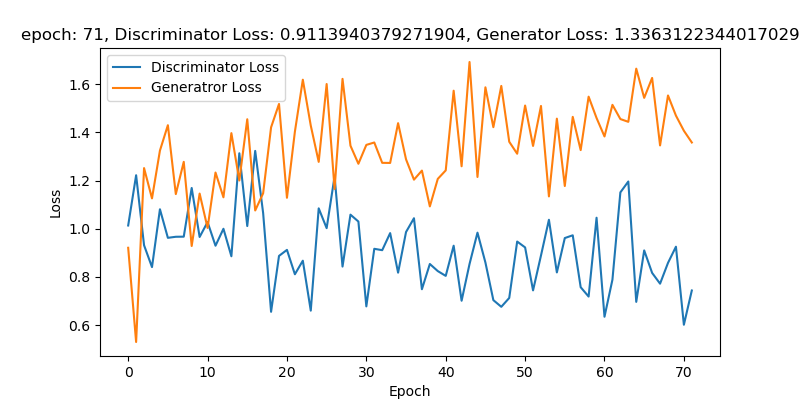 epoch: 71, Discriminator Loss: 0.9113940379271904, Generator Loss: 1.3363122344017029
Discriminator Loss
Generatror Loss
1.6
1.4
1.2
1.0
0.8
0.6
Loss
0 10 20 30 40 50 60 70
Epoch